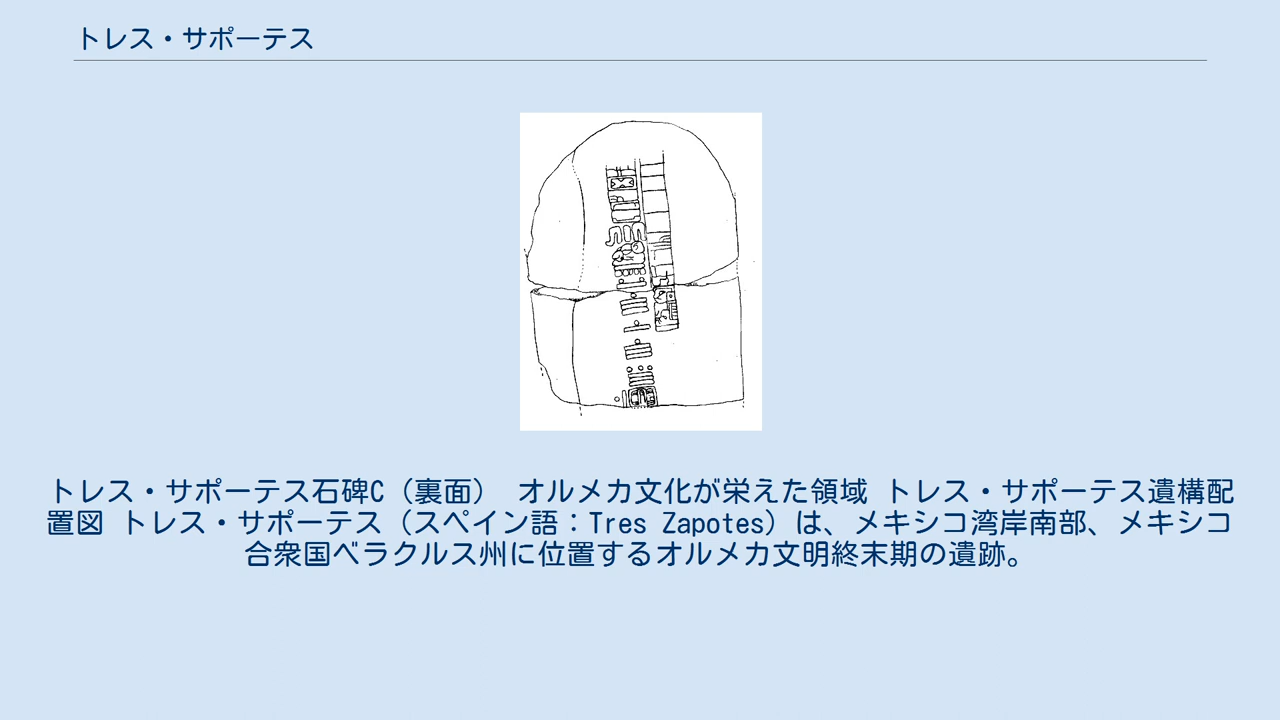 トレス・サポーテス
トレス・サポーテス石碑C（裏面） オルメカ文化が栄えた領域 トレス・サポーテス遺構配
置図 トレス・サポーテス（スペイン語：Tres Zapotes）は、メキシコ湾岸南部、メキシコ
合衆国ベラクルス州に位置するオルメカ文明終末期の遺跡。